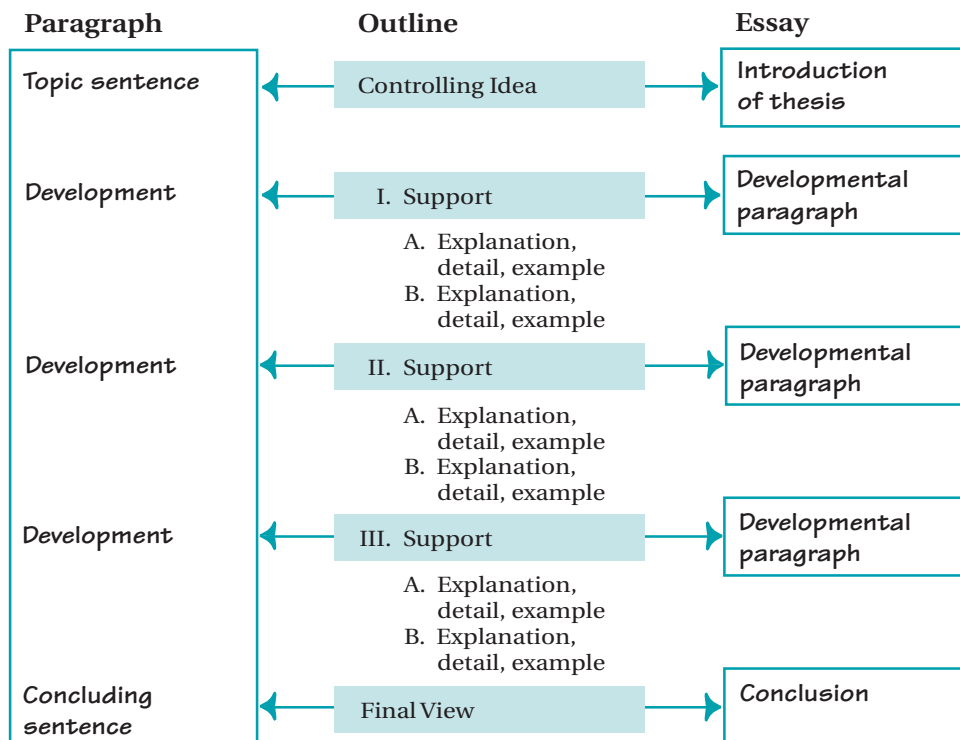 Paragraph Outline Essay
Topic sentence Controlling Idea Introduction
of thesis
Development I. Support Developmental
paragraph
A. Explanation,
detail, example
B. Explanation,
detail, example
Development II. Support Developmental
paragraph
A. Explanation,
detail, example
B. Explanation,
detail, example
Development III. Support Developmental
paragraph
A. Explanation,
detail, example
B. Explanation,
detail, example
Concluding
sentence Final View Conclusion